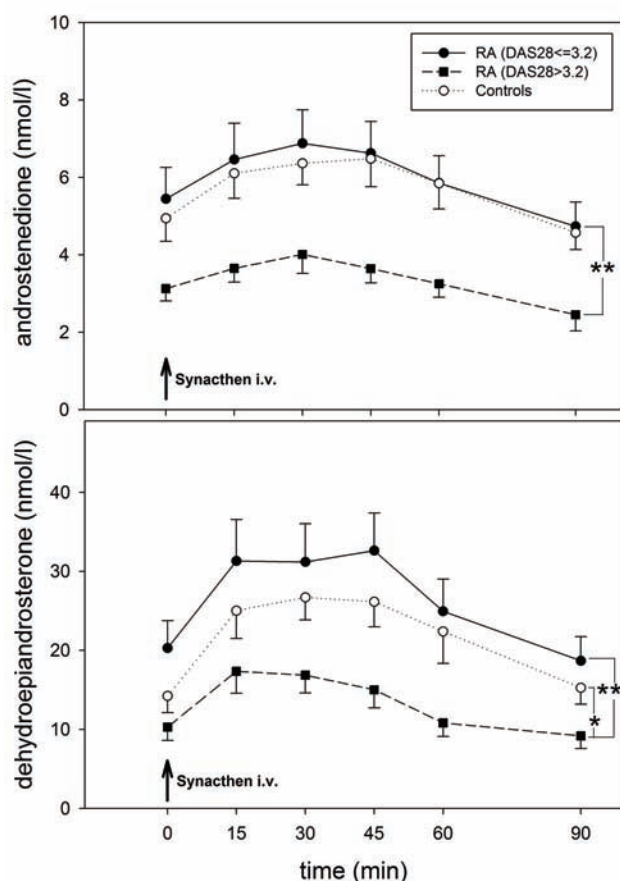 10
RA (DAS28<=3.2)
RA (DAS28>3.2)
Controls
8
6
4
2
0
androstenedione (nmol/l)
**
Synacthen i.v.
40
30
20
10
0
dehydroepiandrosterone (nmol/l)
**
*
Synacthen i.v.
0 15 30 45 60 90
time (min)